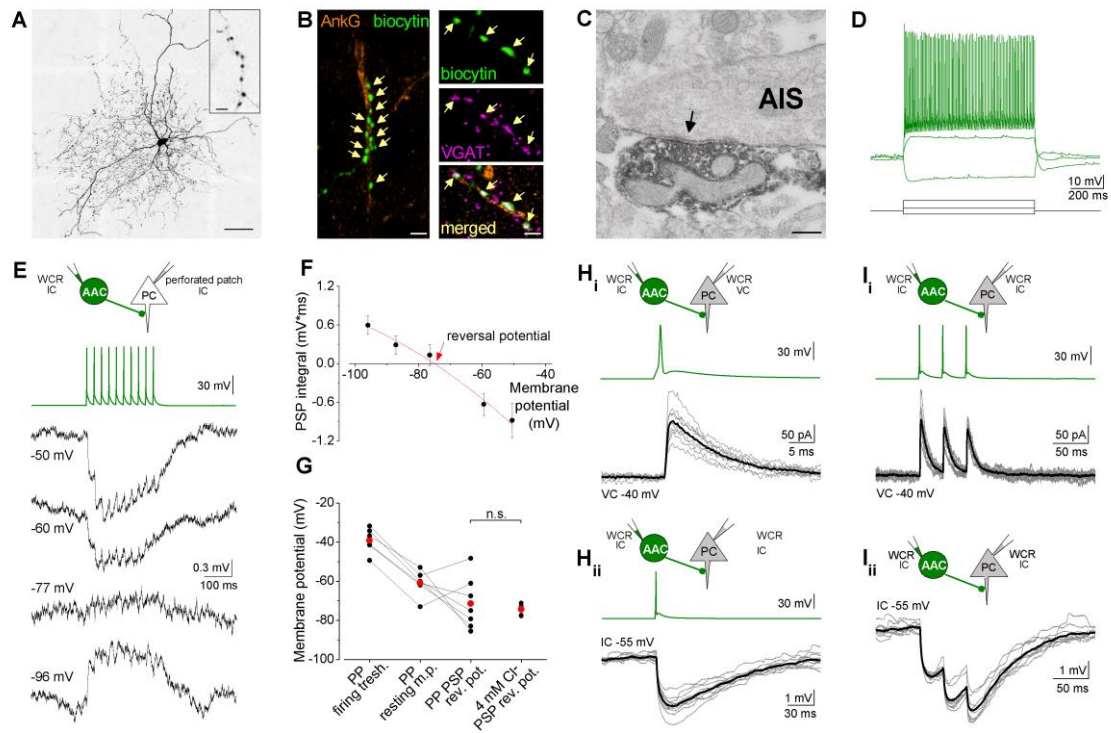 A
B
AnkG biocytin
biocytin
VGAT
merged
C
AIS
D
10 mV
200 ms
E
WCR
IC
AAC
PC
perforated patch
IC
30 mV
-50 mV
-60 mV
0.3 mV
100 ms
-77 mV
-96 mV
F
PSP integral (mV*ms)
0.6
0.0
-0.6
-1.2
-100 -80 -60 -40
reversal potential
Membrane
potential
(mV)
G
Membrane potential (mV)
-20
-40
-60
-80
-100
n.s.
PP
firing tresh.
PP
resting m.p.
PP PSP
rev. pot.
4 mM Cl-
PSP rev. pot.
Hi
WCR
IC
AAC
PC
WCR
VC
30 mV
50 pA
5 ms
VC -40 mV
Hii
WCR
IC
AAC
PC
WCR
IC
30 mV
IC -55 mV
1 mV
30 ms
Ii
WCR
IC
AAC
PC
WCR
IC
30 mV
50 pA
50 ms
VC -40 mV
Iii
WCR
IC
AAC
PC
WCR
IC
IC -55 mV
1 mV
50 ms